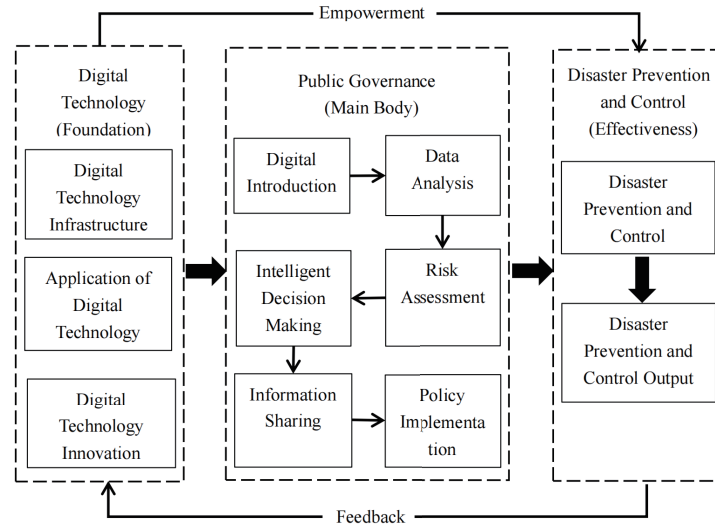 Empowerment
Digital
Technology
(Foundation)
Digital
Technology
Infrastructure
Application of
Digital
Technology
Digital
Technology
Innovation
Public Governance
(Main Body)
Digital
Introduction
Data
Analysis
Intelligent
Decision
Making
Risk
Assessment
Information
Sharing
Policy
Implementa
tion
Disaster Prevention
and Control
(Effectiveness)
Disaster
Prevention and
Control
Disaster
Prevention and
Control Output
Feedback